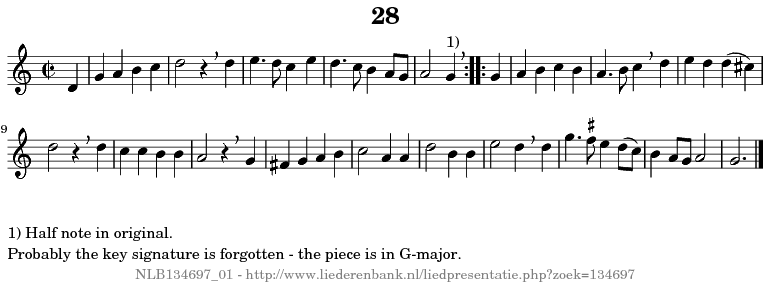 28
1)
9
1) Half note in original.
Probably the key signature is forgotten - the piece is in G-major.
NLB134697_01 - http://www.liederenbank.nl/liedpresentatie.php?zoek=134697